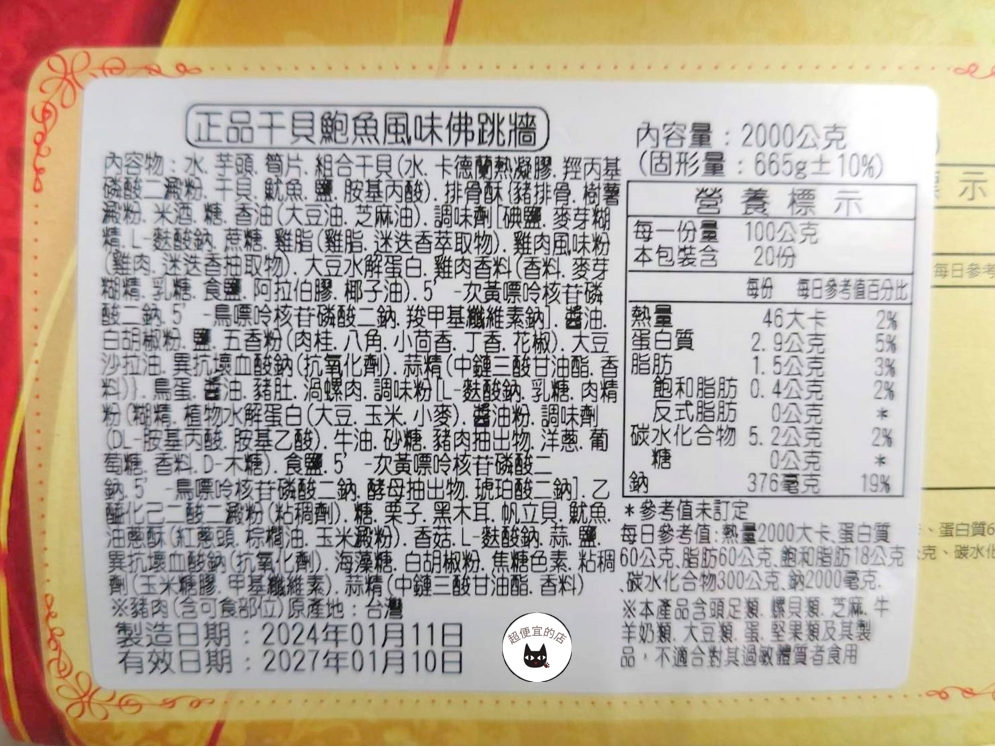 正品干貝鮑魚風味佛跳牆
內容物：水.芋頭.筍片.組合干貝(水.卡德蘭熱凝膠.羥丙基
磷酸二澱粉.干貝.魷魚.鹽.胺基丙酸).排骨酥(豬排骨.樹薯
澱粉.米酒.糖.香油(大豆油.芝麻油).調味劑[碘鹽.麥芽糊
精.L-麩酸鈉.蔗糖.雞脂(雞脂.迷迭香萃取物).雞肉風味粉
(雞肉.迷迭香抽取物).大豆水解蛋白.雞肉香料(香料.麥芽
糊精.乳糖.食鹽.阿拉伯膠.椰子油).5′-次黃嘌呤核苷磷
酸二鈉.5′-鳥嘌呤核苷磷酸二鈉.羧甲基纖維素鈉].醬油.
白胡椒粉.鹽.五香粉(肉桂.八角.小茴香.丁香.花椒).大豆
沙拉油.異抗壞血酸鈉(抗氧化劑).蒜精(中鏈三酸甘油酯.香
料)}.鳥蛋.醬油.豬肚.渦螺肉.調味粉[L-麩酸鈉.乳糖.肉精
粉(糊精.植物水解蛋白(大豆.玉米.小麥).醬油粉.調味劑
(DL-胺基丙酸.胺基乙酸).牛油.砂糖.豬肉抽出物.洋蔥.葡
萄糖.香料.D-木糖).食鹽.5′-次黃嘌呤核苷磷酸二
鈉.5′-鳥嘌呤核苷磷酸二鈉.酵母抽出物.琥珀酸二鈉].乙
醯化己二酸二澱粉(粘稠劑).糖.栗子.黑木耳.帆立貝.魷魚.
油蔥酥(紅蔥頭.棕櫚油.玉米澱粉).香菇.L-麩酸鈉.蒜.鹽.
異抗壞血酸鈉(抗氧化劑).海藻糖.白胡椒粉.焦糖色素.粘稠
劑(玉米糖膠.甲基纖維素).蒜精(中鏈三酸甘油酯.香料)
※豬肉(含可食部位)原產地：台灣
製造日期：2024年01月11日
有效日期：2027年01月10日
超便宜的店
內容量：2000公克
(固形量：665g±10%)
營養標示
每一份量 100公克
本包裝含 20份
每份 每日參考值百分比
熱量 46大卡 2%
蛋白質 2.9公克 5%
脂肪 1.5公克 3%
飽和脂肪 0.4公克 2%
反式脂肪 0公克 *
碳水化合物 5.2公克 2%
糖 0公克 *
鈉 376毫克 19%
*參考值未訂定
每日參考值:熱量2000大卡.蛋白質
60公克.脂肪60公克.飽和脂肪18公克
.碳水化合物300公克.鈉2000毫克.
※本產品含頭足類.螺貝類.芝麻.牛
羊奶類.大豆類.蛋.堅果類及其製
品，不適合對其過敏體質者食用
示
每日參考
、蛋白質6
克、碳水化